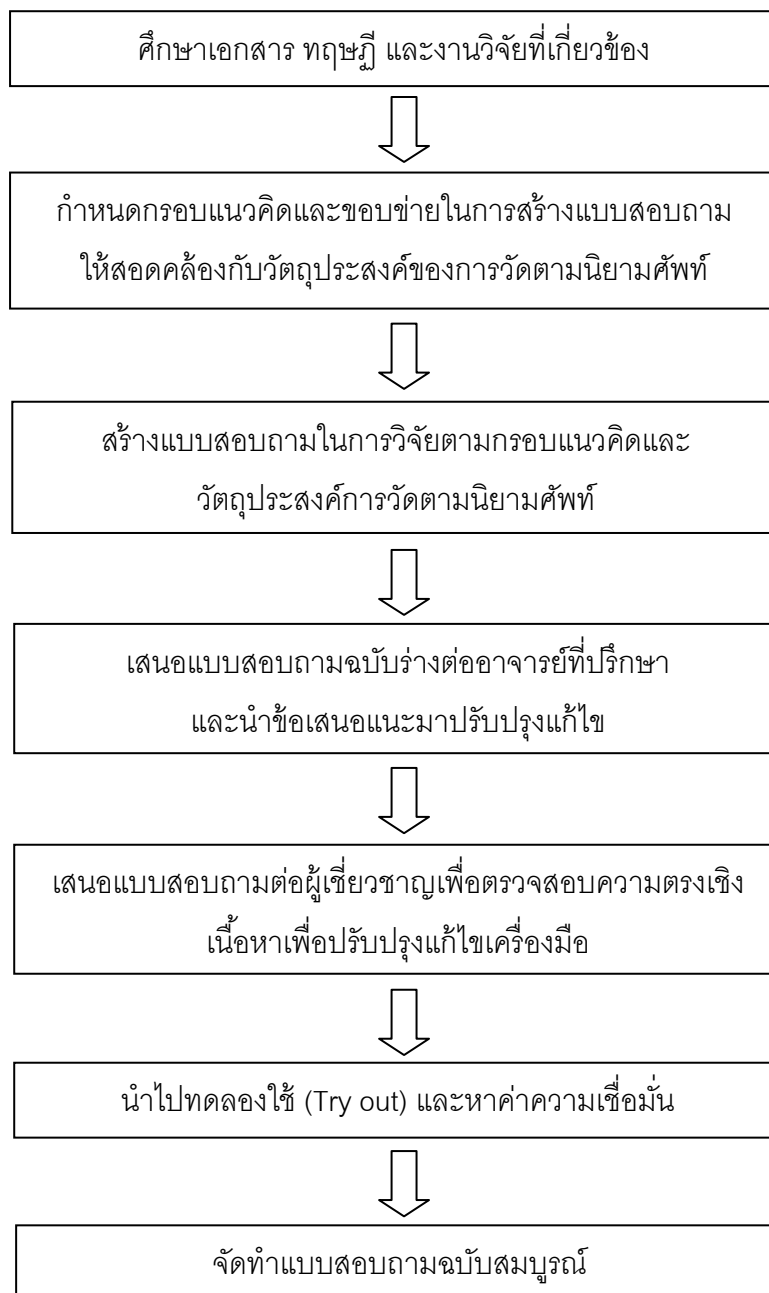 ศึกษาเอกสาร ทฤษฎี และงานวิจัยที่เกี่ยวข้อง
กำหนดกรอบแนวคิดและขอบข่ายในการสร้างแบบสอบถาม
ให้สอดคล้องกับวัตถุประสงค์ของการวัดตามนิยามศัพท์
สร้างแบบสอบถามในการวิจัยตามกรอบแนวคิดและ
วัตถุประสงค์การวัดตามนิยามศัพท์
เสนอแบบสอบถามฉบับร่างต่ออาจารย์ที่ปรึกษา
และนำข้อเสนอแนะมาปรับปรุงแก้ไข
เสนอแบบสอบถามต่อผู้เชี่ยวชาญเพื่อตรวจสอบความตรงเชิง
เนื้อหาเพื่อปรับปรุงแก้ไขเครื่องมือ
นำไปทดลองใช้ (Try out) และหาค่าความเชื่อมั่น
จัดทำแบบสอบถามฉบับสมบูรณ์